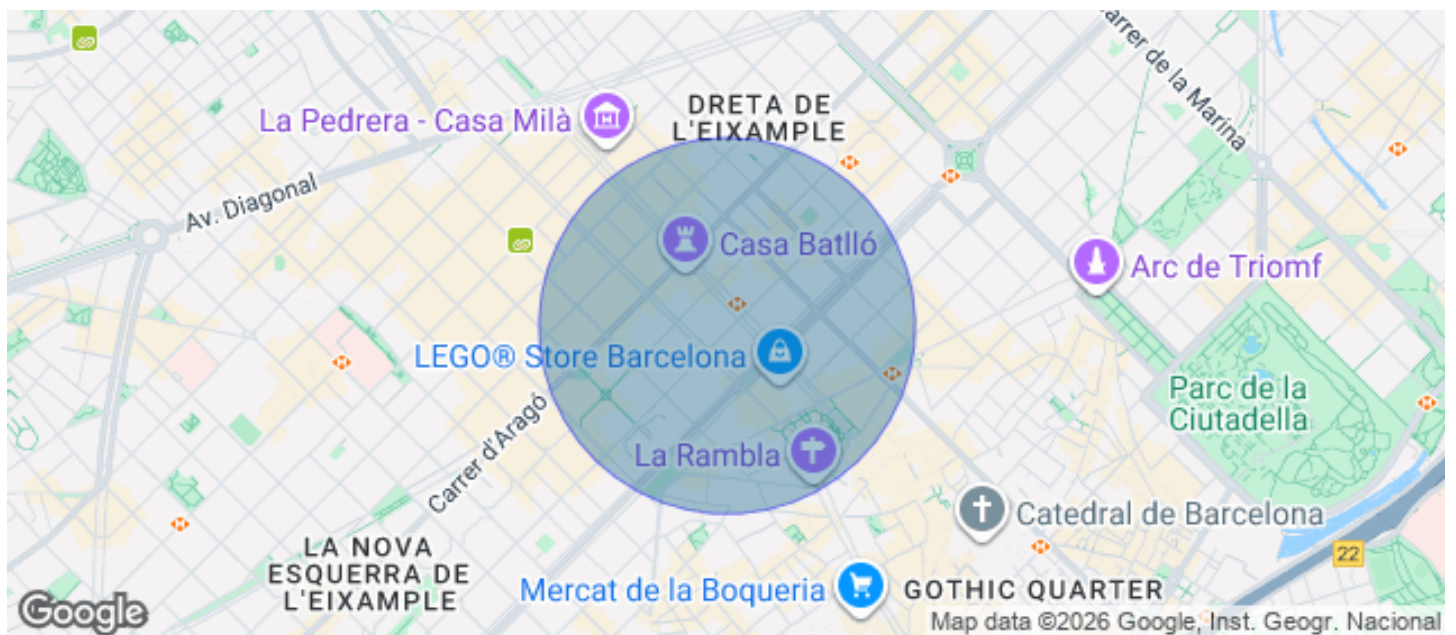 Carrer de la Marina
DRETA DE
L'EIXAMPLE
La Pedrera - Casa Milà
Av. Diagonal
Casa Batlló
Arc de Triomf
LEGO® Store Barcelona
Parc de la
Ciutadella
Carrer d'Aragó
La Rambla
Catedral de Barcelona
LA NOVA
ESQUERRA DE
L'EIXAMPLE
22
Mercat de la Boqueria
GOTHIC QUARTER
Google
Map data ©2026 Google, Inst. Geogr. Nacional